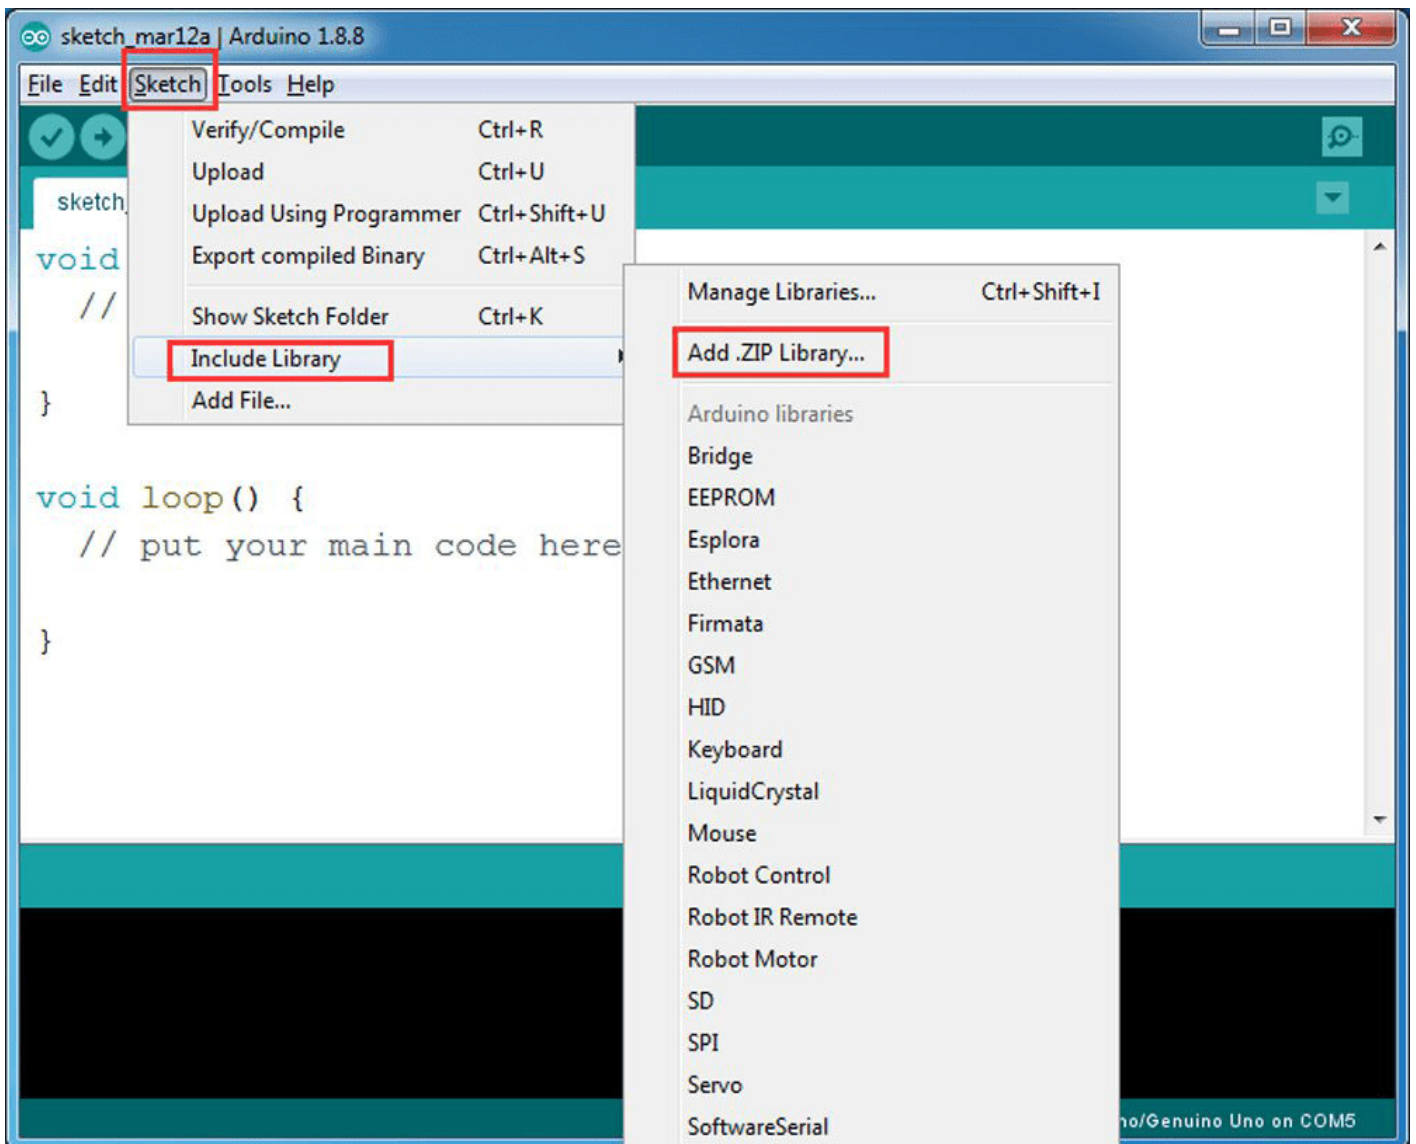 sketch_mar12a | Arduino 1.8.8
File Edit Sketch Tools Help
Verify/Compile Ctrl+R
Upload Ctrl+U
Upload Using Programmer Ctrl+Shift+U
Export compiled Binary Ctrl+Alt+S
Show Sketch Folder Ctrl+K
Include Library
Add File...
sketch_
void
//
}
void loop() {
// put your main code here
}
Manage Libraries... Ctrl+Shift+I
Add .ZIP Library...
Arduino libraries
Bridge
EEPROM
Esplora
Ethernet
Firmata
GSM
HID
Keyboard
LiquidCrystal
Mouse
Robot Control
Robot IR Remote
Robot Motor
SD
SPI
Servo
SoftwareSerial
no/Genuino Uno on COM5